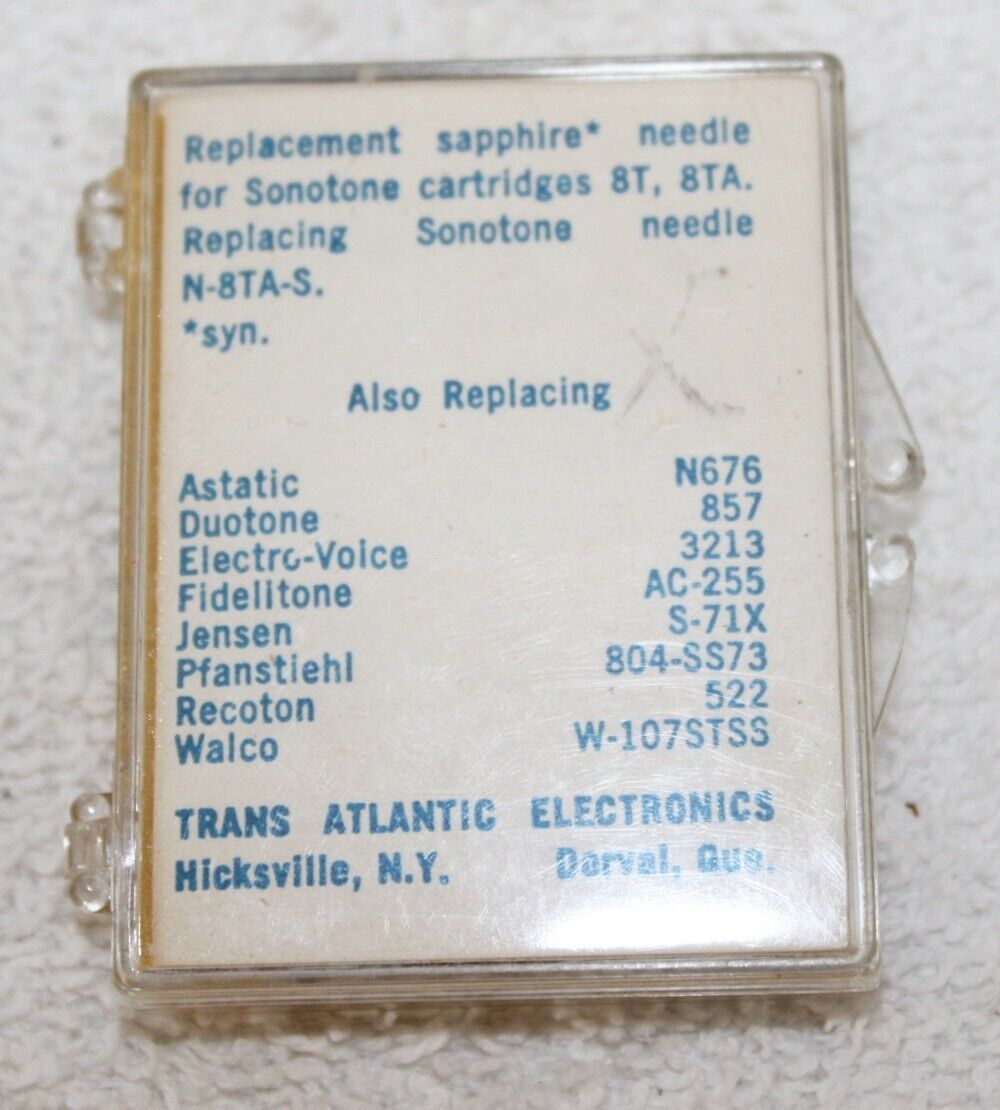 Replacement sapphire* needle
for Sonotone cartridges 8T, 8TA.
Replacing Sonotone needle
N-8TA-S.
*syn.
Also Replacing
Astatic N676
Duotone 857
Electro-Voice 3213
Fidelitone AC-255
Jensen S-71X
Pfanstiehl 804-SS73
Recoton 522
Walco W-107STSS
TRANS ATLANTIC ELECTRONICS
Hicksville, N.Y. Dorval, Que.